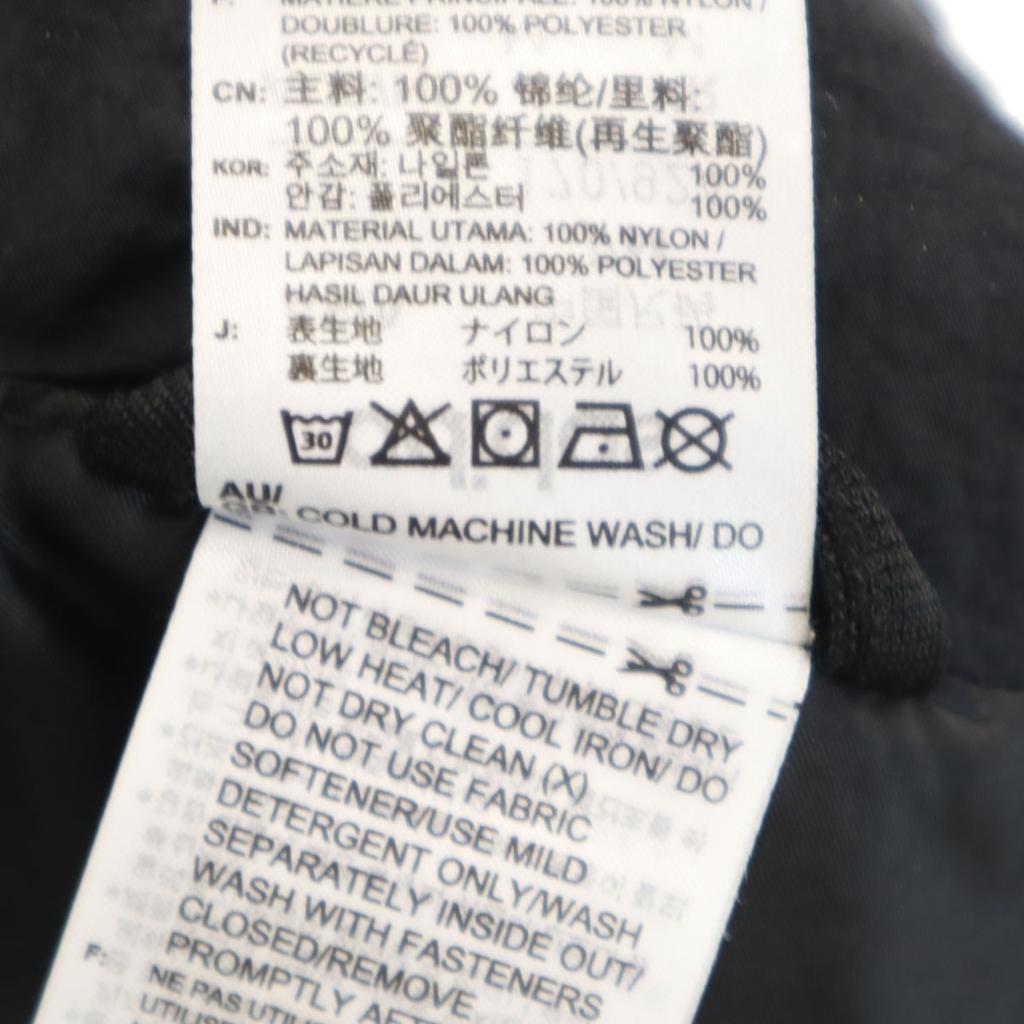 F: MATIÈRE PRINCIPALE: 100% NYLON /
DOUBLURE: 100% POLYESTER
(RECYCLÉ)
CN: 主料: 100% 锦纶/里料:
100% 聚酯纤维(再生聚酯)
KOR: 주소재: 나일론 100%
안감: 폴리에스터 100%
IND: MATERIAL UTAMA: 100% NYLON /
LAPISAN DALAM: 100% POLYESTER
HASIL DAUR ULANG
J: 表生地 ナイロン 100%
裏生地 ポリエステル 100%
30
AU/
GB: COLD MACHINE WASH/ DO
NOT BLEACH/ TUMBLE DRY
LOW HEAT/ COOL IRON/ DO
NOT DRY CLEAN (X)
DO NOT USE FABRIC
SOFTENER/USE MILD
DETERGENT ONLY/WASH
SEPARATELY INSIDE OUT/
WASH WITH FASTENERS
CLOSED/REMOVE
PROMPTLY
F: NE PAS